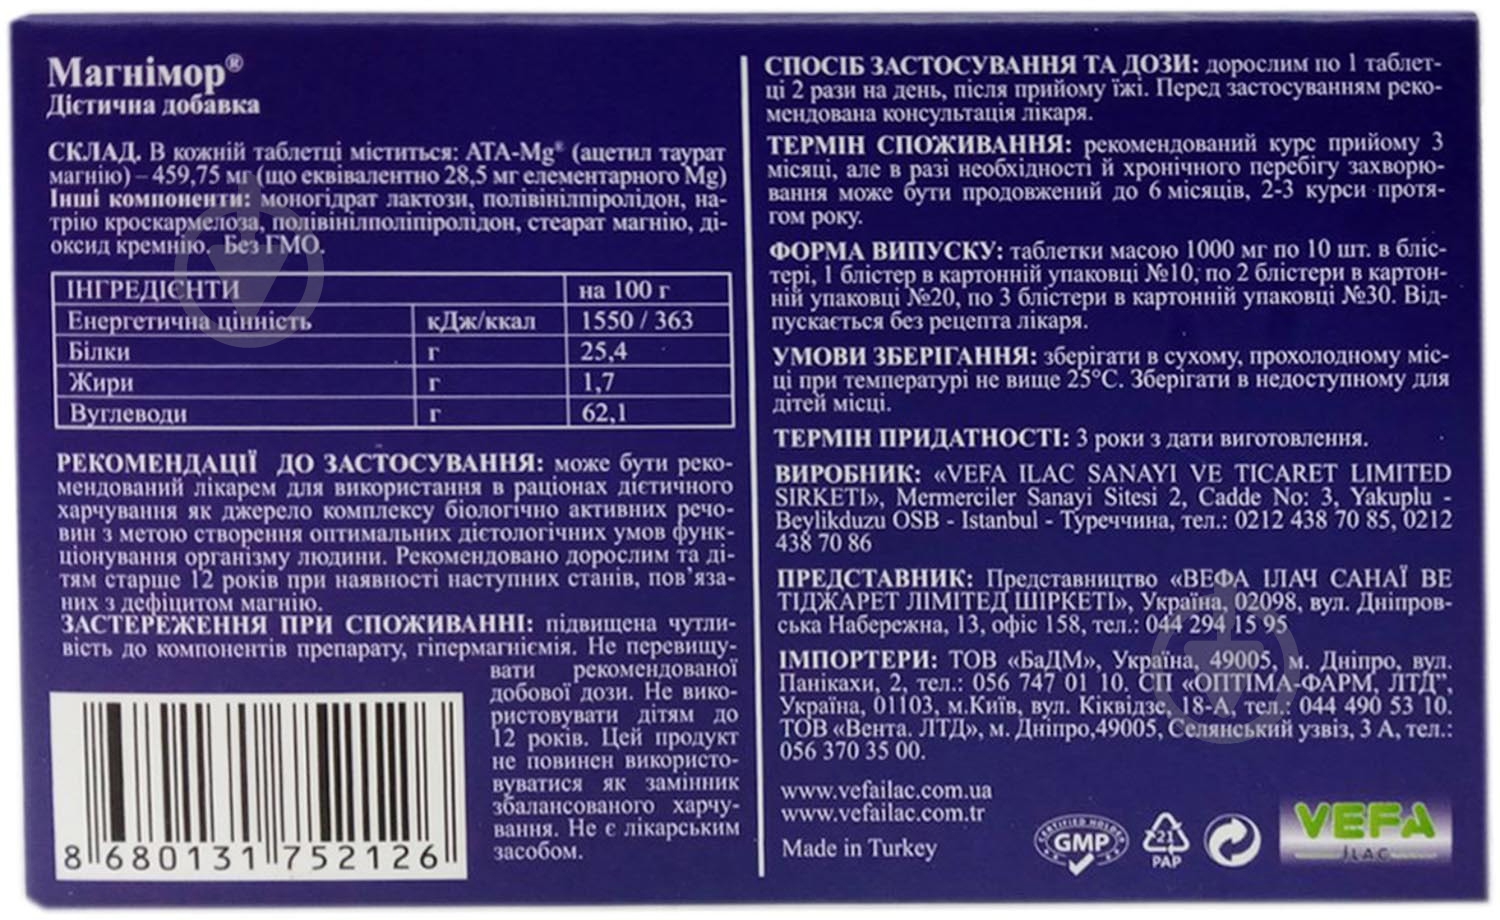 Магнімор®
Дієтична добавка
СКЛАД. В кожній таблетці міститься: ATA-Mg® (ацетил таурат
магнію) – 459,75 мг (що еквівалентно 28,5 мг елементарного Mg)
Інші компоненти: моногідрат лактози, полівінілпіролідон, на-
трію кроскармелоза, полівінілполіпіролідон, стеарат магнію, ді-
оксид кремнію. Без ГМО.
ІНГРЕДІЄНТИ на 100 г
Енергетична цінність кДж/ккал 1550 / 363
Білки г 25,4
Жири г 1,7
Вуглеводи г 62,1
РЕКОМЕНДАЦІЇ ДО ЗАСТОСУВАННЯ: може бути реко-
мендований лікарем для використання в раціонах дієтичного
харчування як джерело комплексу біологічно активних речо-
вин з метою створення оптимальних дієтологічних умов функ-
ціонування організму людини. Рекомендовано дорослим та ді-
тям старше 12 років при наявності наступних станів, пов’яза-
них з дефіцитом магнію.
ЗАСТЕРЕЖЕННЯ ПРИ СПОЖИВАННІ: підвищена чутли-
вість до компонентів препарату, гіпермагніємія. Не перевищу-
вати рекомендованої
добової дози. Не вико-
ристовувати дітям до
12 років. Цей продукт
не повинен використо-
вуватися як замінник
збалансованого харчу-
вання. Не є лікарським
засобом.
8 680131 752126
СПОСІБ ЗАСТОСУВАННЯ ТА ДОЗИ: дорослим по 1 таблет-
ці 2 рази на день, після прийому їжі. Перед застосуванням реко-
мендована консультація лікаря.
ТЕРМІН СПОЖИВАННЯ: рекомендований курс прийому 3
місяці, але в разі необхідності й хронічного перебігу захворю-
вання може бути продовжений до 6 місяців, 2-3 курси протя-
гом року.
ФОРМА ВИПУСКУ: таблетки масою 1000 мг по 10 шт. в бліс-
тері, 1 блістер в картонній упаковці №10, по 2 блістери в картон-
ній упаковці №20, по 3 блістери в картонній упаковці №30. Від-
пускається без рецепта лікаря.
УМОВИ ЗБЕРІГАННЯ: зберігати в сухому, прохолодному міс-
ці при температурі не вище 25°С. Зберігати в недоступному для
дітей місці.
ТЕРМІН ПРИДАТНОСТІ: 3 роки з дати виготовлення.
ВИРОБНИК: «VEFA ILAC SANAYI VE TICARET LIMITED
SIRKETI», Mermerciler Sanayi Sitesi 2, Cadde No: 3, Yakuplu -
Beylikduzu OSB - Istanbul - Туреччина, тел.: 0212 438 70 85, 0212
438 70 86
ПРЕДСТАВНИК: Представництво «ВЕФА ІЛАЧ САНАЇ ВЕ
ТІДЖАРЕТ ЛІМІТЕД ШІРКЕТІ», Україна, 02098, вул. Дніпров-
ська Набережна, 13, офіс 158, тел.: 044 294 15 95
ІМПОРТЕРИ: ТОВ «БаДМ», Україна, 49005, м. Дніпро, вул.
Панікахи, 2, тел.: 056 747 01 10. СП «ОПТІМА-ФАРМ, ЛТД”,
Україна, 01103, м.Київ, вул. Кіквідзе, 18-А, тел.: 044 490 53 10.
ТОВ «Вента. ЛТД», м. Дніпро,49005, Селянський узвіз, 3 А, тел.:
056 370 35 00.
www.vefailac.com.ua
www.vefailac.com.tr
Made in Turkey
CERTIFIED HOLDER
GMP
21
PAP
VEFA
İLAÇ